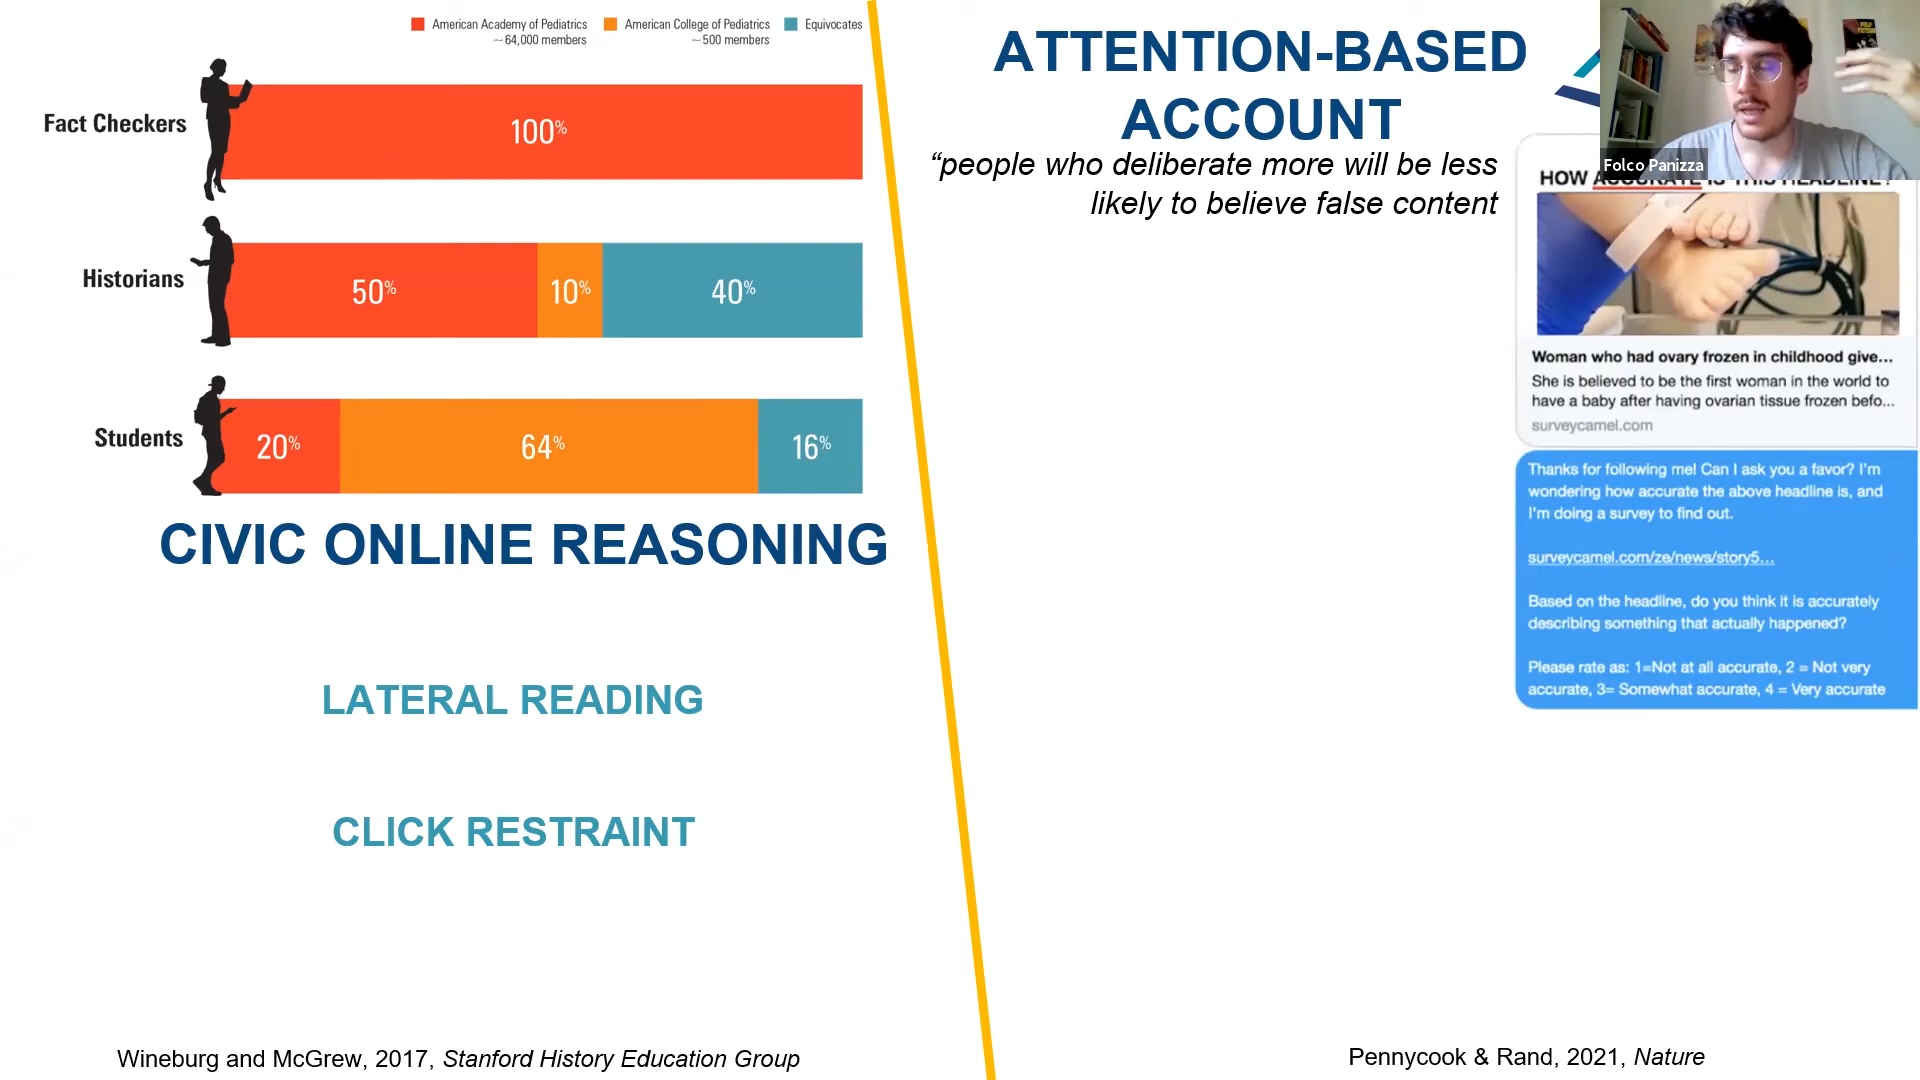 American Academy of Pediatrics
~64,000 members
American College of Pediatrics
~500 members
Equivocates
Fact Checkers
100%
Historians
50%
10%
40%
Students
20%
64%
16%
CIVIC ONLINE REASONING
LATERAL READING
CLICK RESTRAINT
Wineburg and McGrew, 2017, Stanford History Education Group
ATTENTION-BASED
ACCOUNT
“people who deliberate more will be less
likely to believe false content
Folco Panizza
HOW ACCURATE IS THIS HEADLINE?
Woman who had ovary frozen in childhood give...
She is believed to be the first woman in the world to
have a baby after having ovarian tissue frozen befo...
surveycamel.com
Thanks for following me! Can I ask you a favor? I'm
wondering how accurate the above headline is, and
I'm doing a survey to find out.
surveycamel.com/ze/news/story5...
Based on the headline, do you think it is accurately
describing something that actually happened?
Please rate as: 1=Not at all accurate, 2 = Not very
accurate, 3= Somewhat accurate, 4 = Very accurate
Pennycook & Rand, 2021, Nature